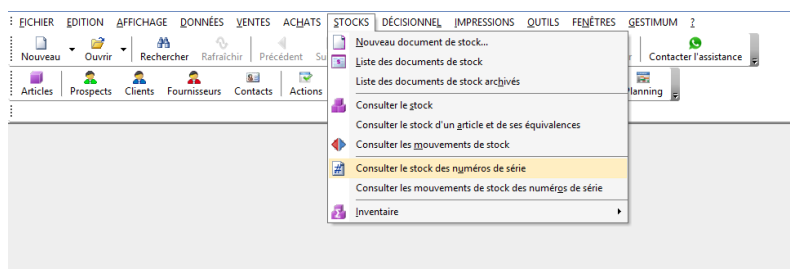 FICHIER EDITION AFFICHAGE DONNÉES VENTES ACHATS STOCKS DÉCISIONNEL IMPRESSIONS OUTILS FENÊTRES GESTIMUM ?
Nouveau Ouvrir Rechercher Rafraîchir Précédent Contacter l'assistance
Articles Prospects Clients Fournisseurs Contacts Actions
Nouveau document de stock...
Liste des documents de stock
Liste des documents de stock archivés
Consulter le stock
Consulter le stock d'un article et de ses équivalences
Consulter les mouvements de stock
Consulter le stock des numéros de série
Consulter les mouvements de stock des numéros de série
Inventaire